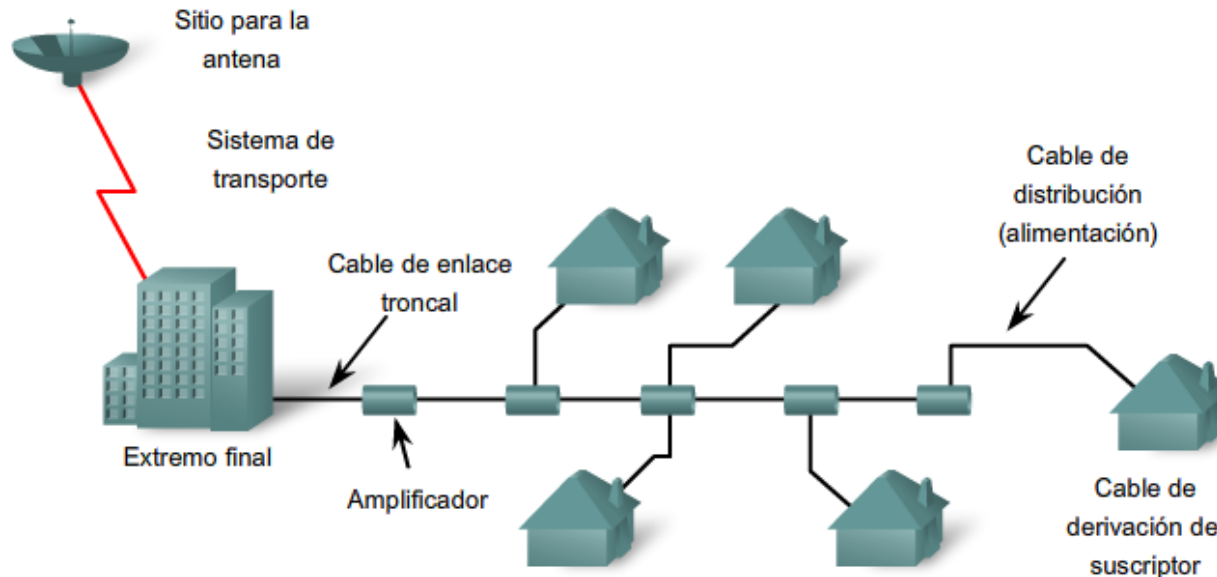 Sitio para la
antena
Sistema de
transporte
Cable de
distribución
(alimentación)
Cable de enlace
troncal
Extremo final
Amplificador
Cable de
derivación de
suscriptor